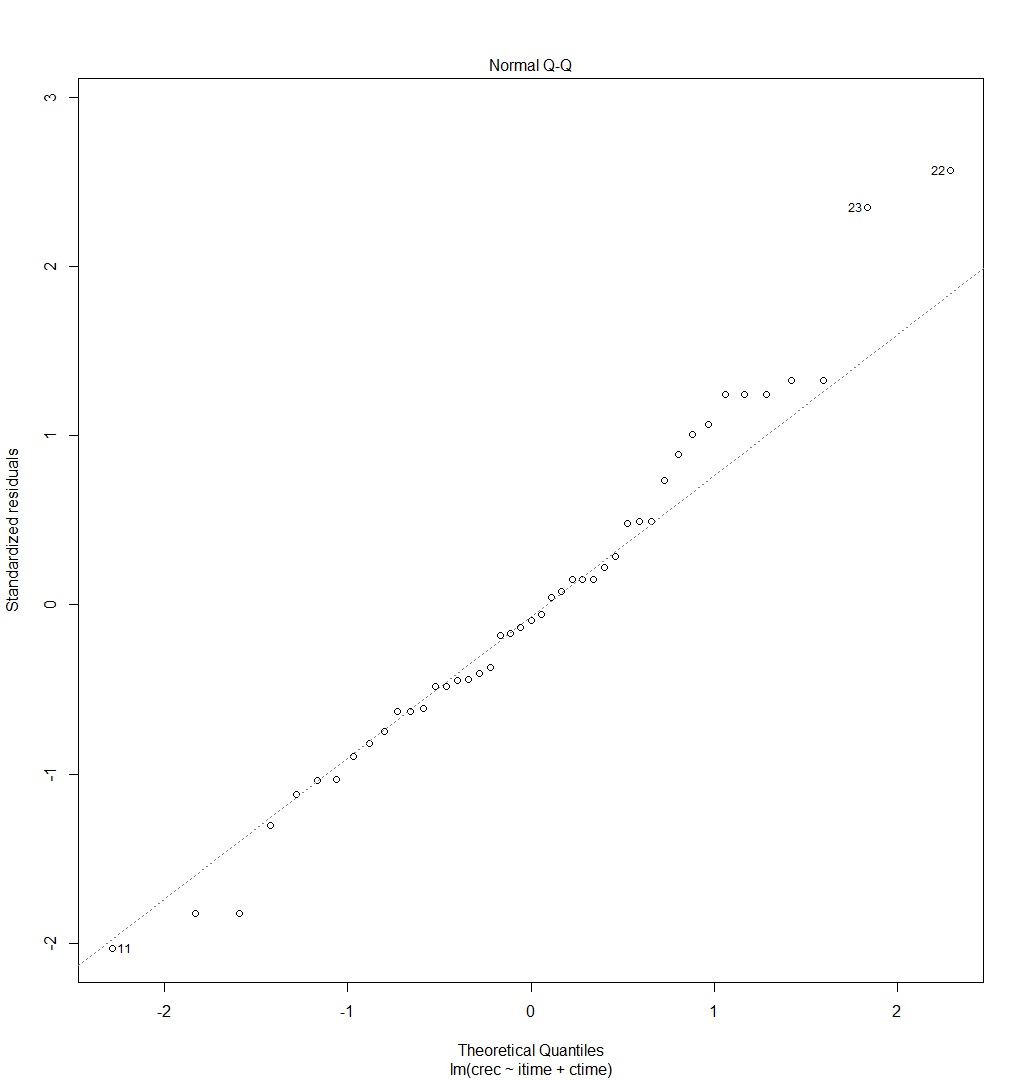 Normal Q-Q
3
2
1
0
-1
-2
Standardized residuals
22
23
11
-2 -1 0 1 2
Theoretical Quantiles
lm(crec ~ itime + ctime)